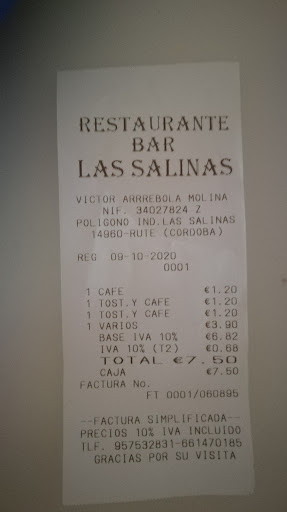 RESTAURANTE
BAR
LAS SALINAS
VICTOR ARRREBOLA MOLINA
NIF. 34027824 Z
POLIGONO IND.LAS SALINAS
14960-RUTE (CORDOBA)
REG 09-10-2020
0001
1 CAFE €1.20
1 TOST.Y CAFE €1.20
1 TOST.Y CAFE €1.20
1 VARIOS €3.90
BASE IVA 10% €6.82
IVA 10% (T2) €0.68
TOTAL €7.50
CAJA €7.50
FACTURA No.
FT 0001/060895
--FACTURA SIMPLIFICADA--
PRECIOS 10% IVA INCLUIDO
TLF. 957532831-661470185
GRACIAS POR SU VISITA